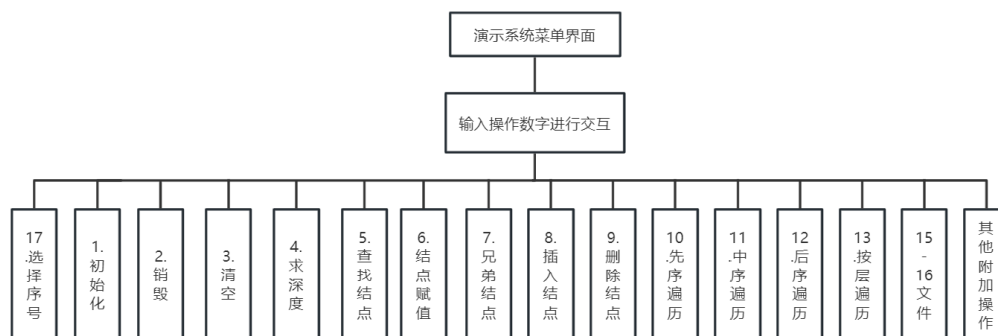 演示系统菜单界面
输入操作数字进行交互
17.选择序号
1.初始化
2.销毁
3.清空
4.求深度
5.查找结点
6.结点赋值
7.兄弟结点
8.插入结点
9.删除结点
10.先序遍历
11.中序遍历
12.后序遍历
13.按层遍历
15-16文件
其他附加操作